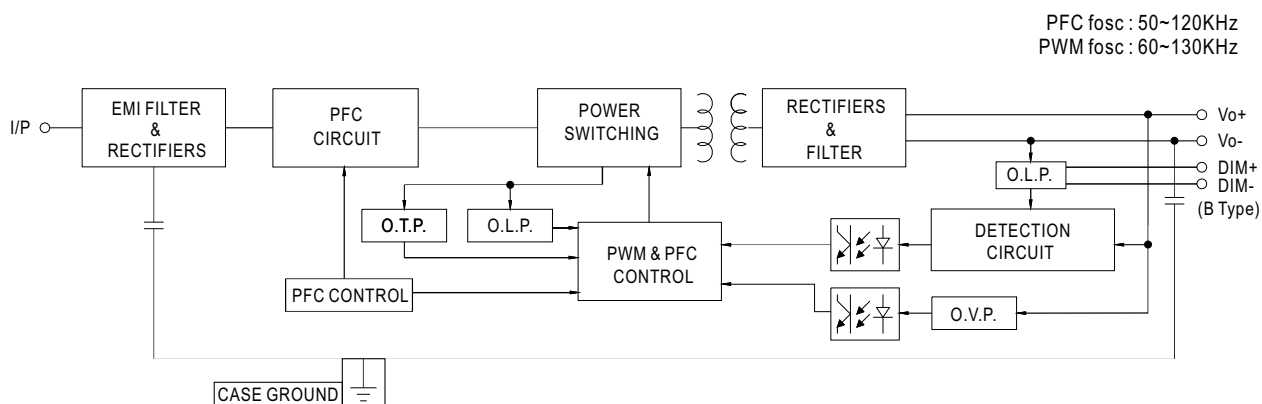 PFC fosc : 50~120KHz
PWM fosc : 60~130KHz
I/P
EMI FILTER
&
RECTIFIERS
PFC
CIRCUIT
POWER
SWITCHING
RECTIFIERS
&
FILTER
Vo+
Vo-
DIM+
DIM-
(B Type)
O.L.P.
O.T.P.
O.L.P.
DETECTION
CIRCUIT
PWM & PFC
CONTROL
PFC CONTROL
O.V.P.
CASE GROUND